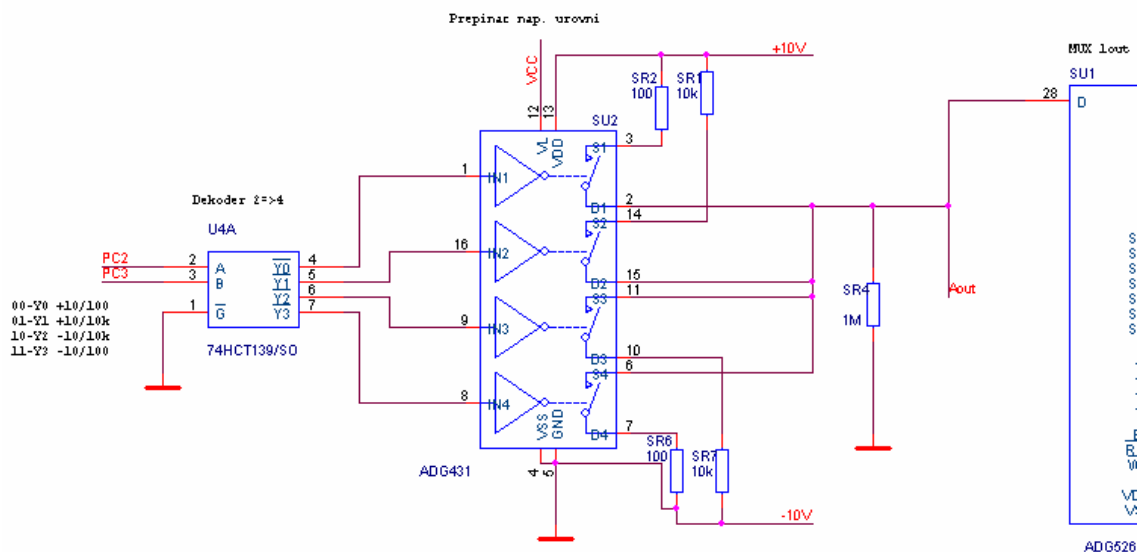 Prepinac nap. urovni
+10V
MUX 1out
VCC
SR2
100
SR1
10k
SU1
28
D
12
13
SU2
VL
VDD
3
S1
1
IN1
Dekoder 2=>4
2
D1
14
S2
U4A
PC2
2
A
Y0
4
16
IN2
PC3
3
B
Y1
5
15
D2
11
S3
Y2
6
SR4
1M
Aout
00-Y0 +10/100
1
G
Y3
7
01-Y1 +10/10k
9
IN3
10-Y2 -10/10k
11-Y3 -10/100
74HCT139/SO
10
D3
6
S4
8
IN4
VSS
GND
7
D4
SR6
100
SR7
10k
ADG431
4
5
-10V
ADG526